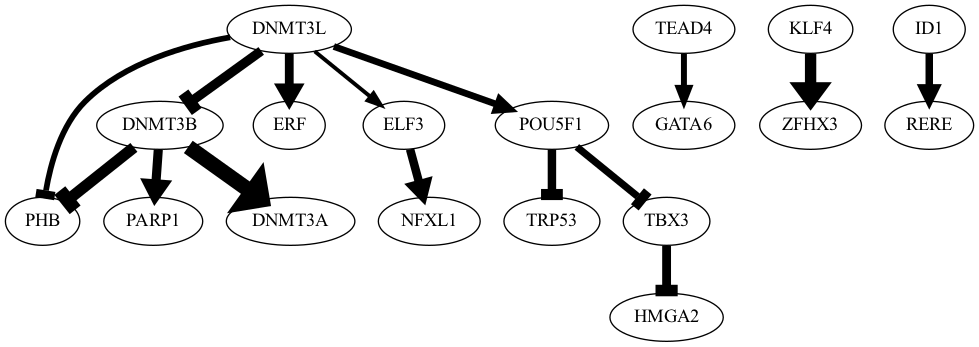 DNMT3L
TEAD4
KLF4
ID1
DNMT3B
ERF
ELF3
POU5F1
GATA6
ZFHX3
RERE
PHB
PARP1
DNMT3A
NFXL1
TRP53
TBX3
HMGA2